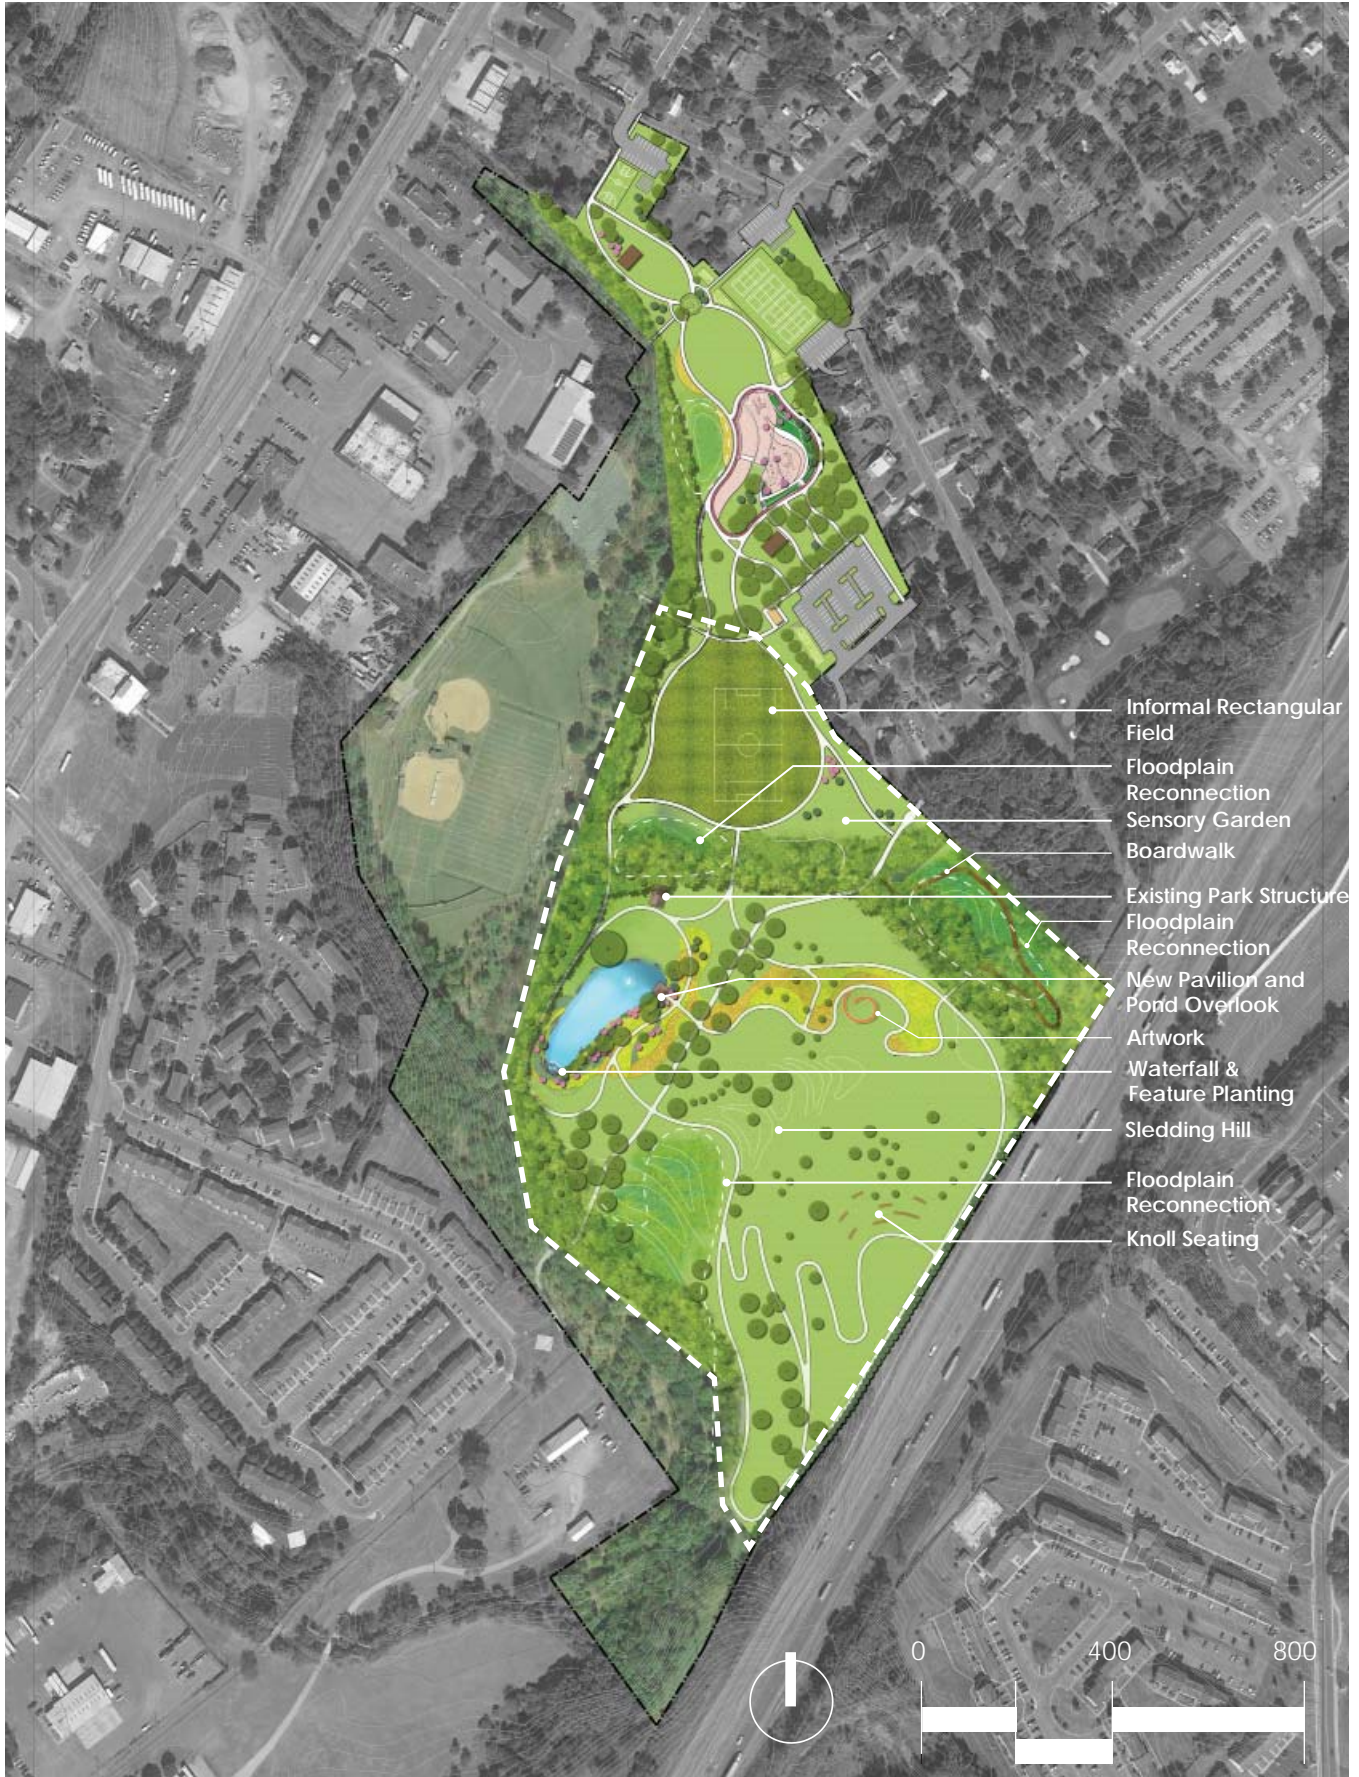 Informal Rectangular
Field
Floodplain
Reconnection
Sensory Garden
Boardwalk
Existing Park Structure
Floodplain
Reconnection
New Pavilion and
Pond Overlook
Artwork
Waterfall &
Feature Planting
Sledding Hill
Floodplain
Reconnection
Knoll Seating
0 400 800